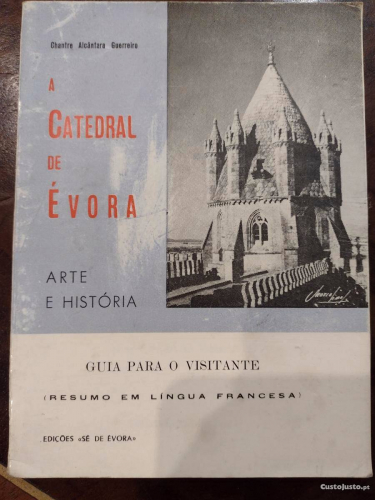 Chantre Alcântara Guerreiro
A
CATEDRAL
DE
ÉVORA
ARTE
E HISTÓRIA
GUIA PARA O VISITANTE
(RESUMO EM LÍNGUA FRANCESA)
EDIÇÕES «SÉ DE ÉVORA»
CustoJusto.pt